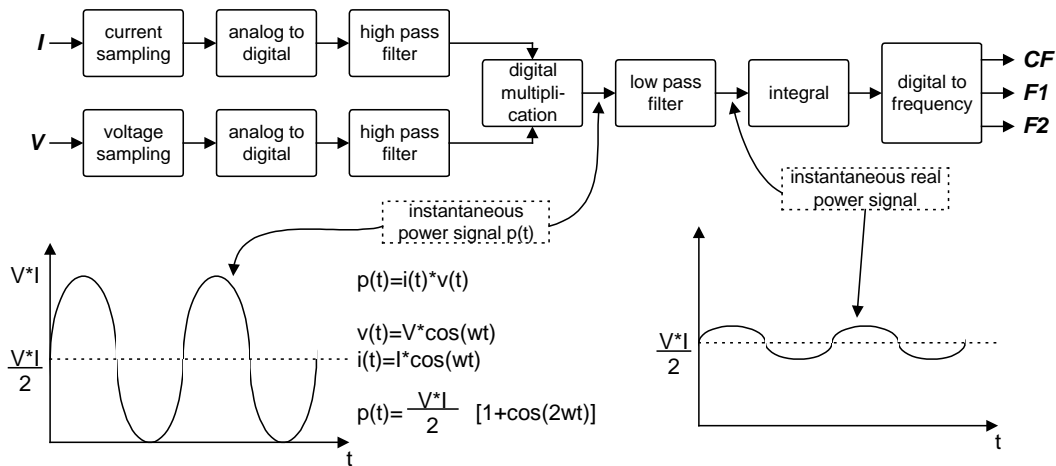 I
current
sampling
analog to
digital
high pass
filter
V
voltage
sampling
analog to
digital
high pass
filter
digital
multipli-
cation
low pass
filter
integral
digital to
frequency
CF
F1
F2
instantaneous
power signal p(t)
instantaneous real
power signal
V*I
V*I
2
t
p(t)=i(t)*v(t)
v(t)=V*cos(wt)
i(t)=I*cos(wt)
p(t)= V*I/2 [1+cos(2wt)]
V*I
2
t